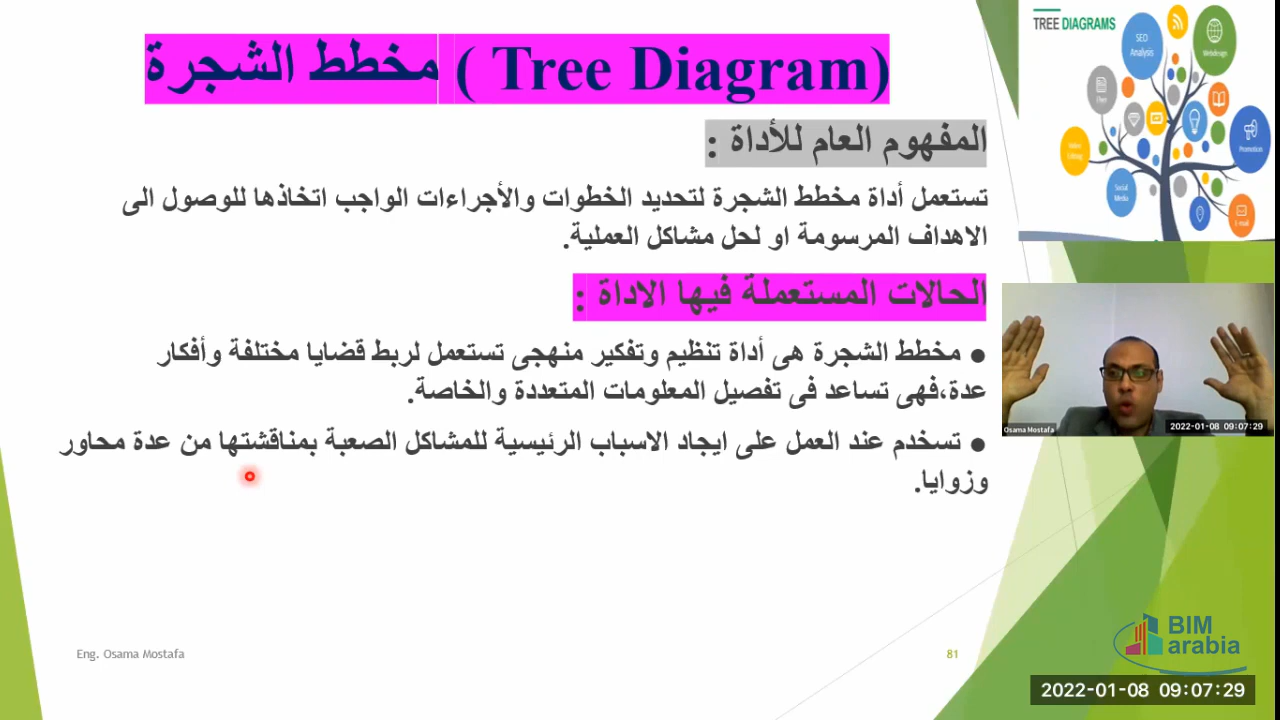 مخطط الشجرة ( Tree Diagram)
المفهوم العام للأداة :
تستعمل أداة مخطط الشجرة لتحديد الخطوات والأجراءات الواجب اتخاذها للوصول الى
الاهداف المرسومة او لحل مشاكل العملية.
الحالات المستعملة فيها الاداة :
● مخطط الشجرة هى أداة تنظيم وتفكير منهجى تستعمل لربط قضايا مختلفة وأفكار
عدة،فهى تساعد فى تفصيل المعلومات المتعددة والخاصة.
● تسخدم عند العمل على ايجاد الاسباب الرئيسية للمشاكل الصعبة بمناقشتها من عدة محاور
وزوايا.
TREE DIAGRAMS
SEO
Analysis
Promotion
Social
Media
E-mail
Osama Mostafa
2022-01-08 09:07:29
Eng. Osama Mostafa
81
BIM
arabia
2022-01-08 09:07:29